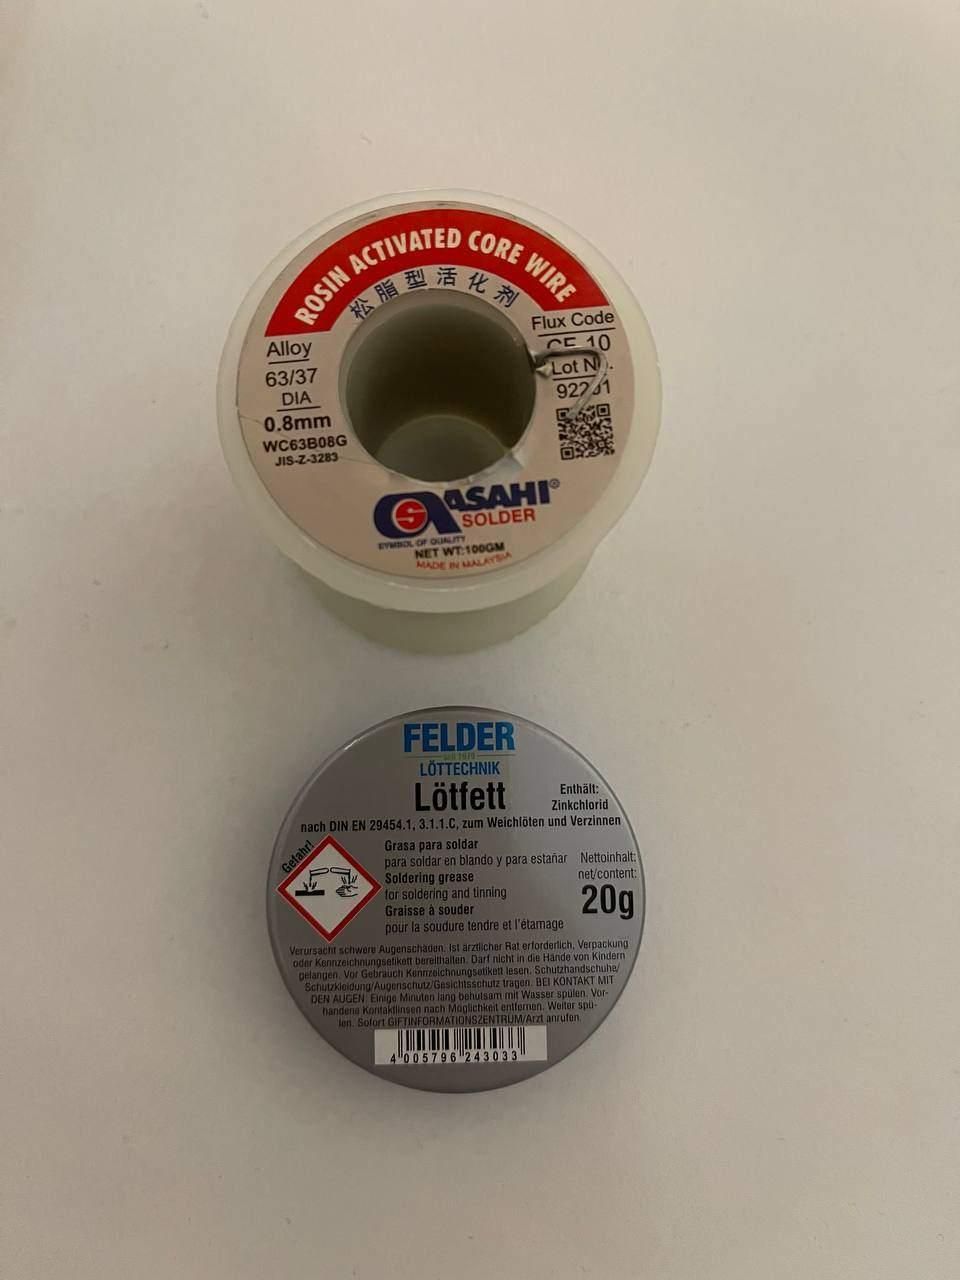 ROSIN ACTIVATED CORE WIRE
松脂型活化剂
Alloy
63/37
DIA
0.8mm
WC63B08G
JIS-Z-3283
Flux Code
CF-10
Lot N.
92201
ASAHI®
SOLDER
SYMBOL OF QUALITY
NET WT:100GM
MADE IN MALAYSIA
FELDER
seit 1979
LÖTTECHNIK
Lötfett
Enthält:
Zinkchlorid
nach DIN EN 29454.1, 3.1.1.C, zum Weichlöten und Verzinnen
Gefahr!
Grasa para soldar
para soldar en blando y para estañar
Soldering grease
for soldering and tinning
Graisse à souder
pour la soudure tendre et l'étamage
Nettoinhalt:
net/content:
20g
Verursacht schwere Augenschäden. Ist ärztlicher Rat erforderlich, Verpackung
oder Kennzeichnungsetikett bereithalten. Darf nicht in die Hände von Kindern
gelangen. Vor Gebrauch Kennzeichnungsetikett lesen. Schutzhandschuhe/
Schutzkleidung/Augenschutz/Gesichtsschutz tragen. BEI KONTAKT MIT
DEN AUGEN: Einige Minuten lang behutsam mit Wasser spülen. Vor-
handene Kontaktlinsen nach Möglichkeit entfernen. Weiter spü-
len. Sofort GIFTINFORMATIONSZENTRUM/Arzt anrufen.
4 005796 243033